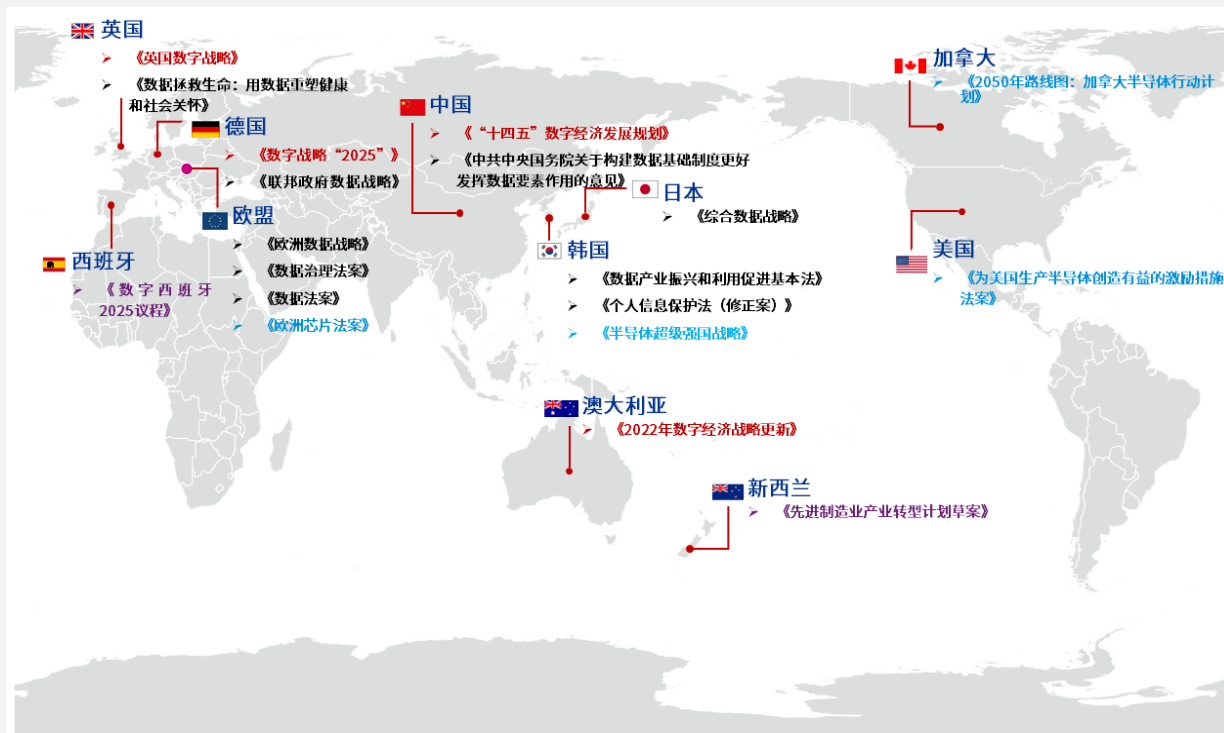 英国
《英国数字战略》
《数据拯救生命：用数据重塑健康
和社会关怀》
德国
《数字战略“2025”》
《联邦政府数据战略》
欧盟
《欧洲数据战略》
《数据治理法案》
《数据法案》
《欧洲芯片法案》
西班牙
《数字西班牙
2025议程》
中国
《“十四五”数字经济发展规划》
《中共中央国务院关于构建数据基础制度更好
发挥数据要素作用的意见》
日本
《综合数据战略》
韩国
《数据产业振兴和利用促进基本法》
《个人信息保护法（修正案）》
《半导体超级强国战略》
加拿大
《2050年路线图：加拿大半导体行动计
划》
美国
《为美国生产半导体创造有益的激励措施
法案》
澳大利亚
《2022年数字经济战略更新》
新西兰
《先进制造业产业转型计划草案》